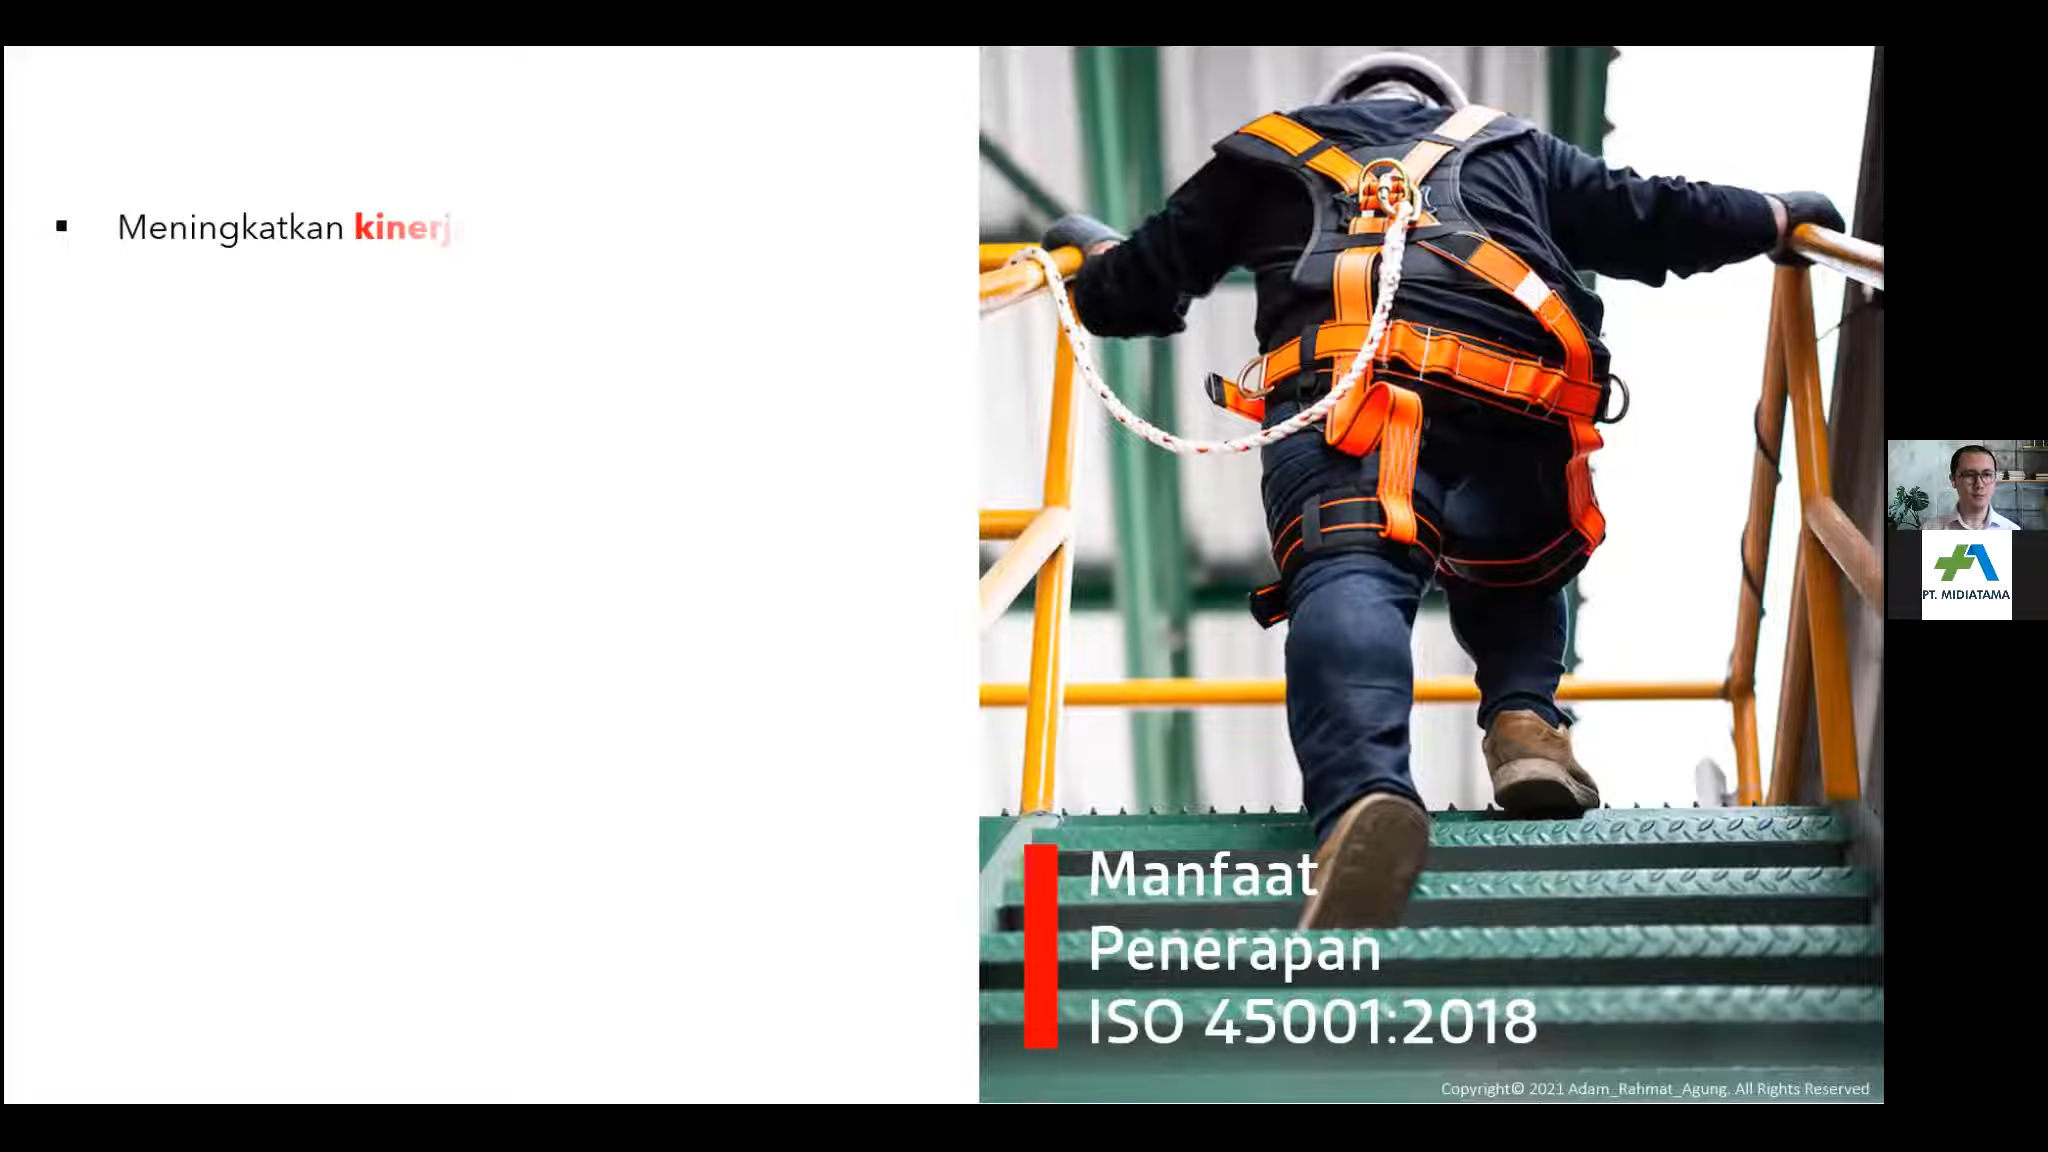 ▪ Meningkatkan kinerj
Manfaat
Penerapan
ISO 45001:2018
Copyright© 2021 Adam_Rahmat_Agung. All Rights Reserved
PT. MIDIATAMA